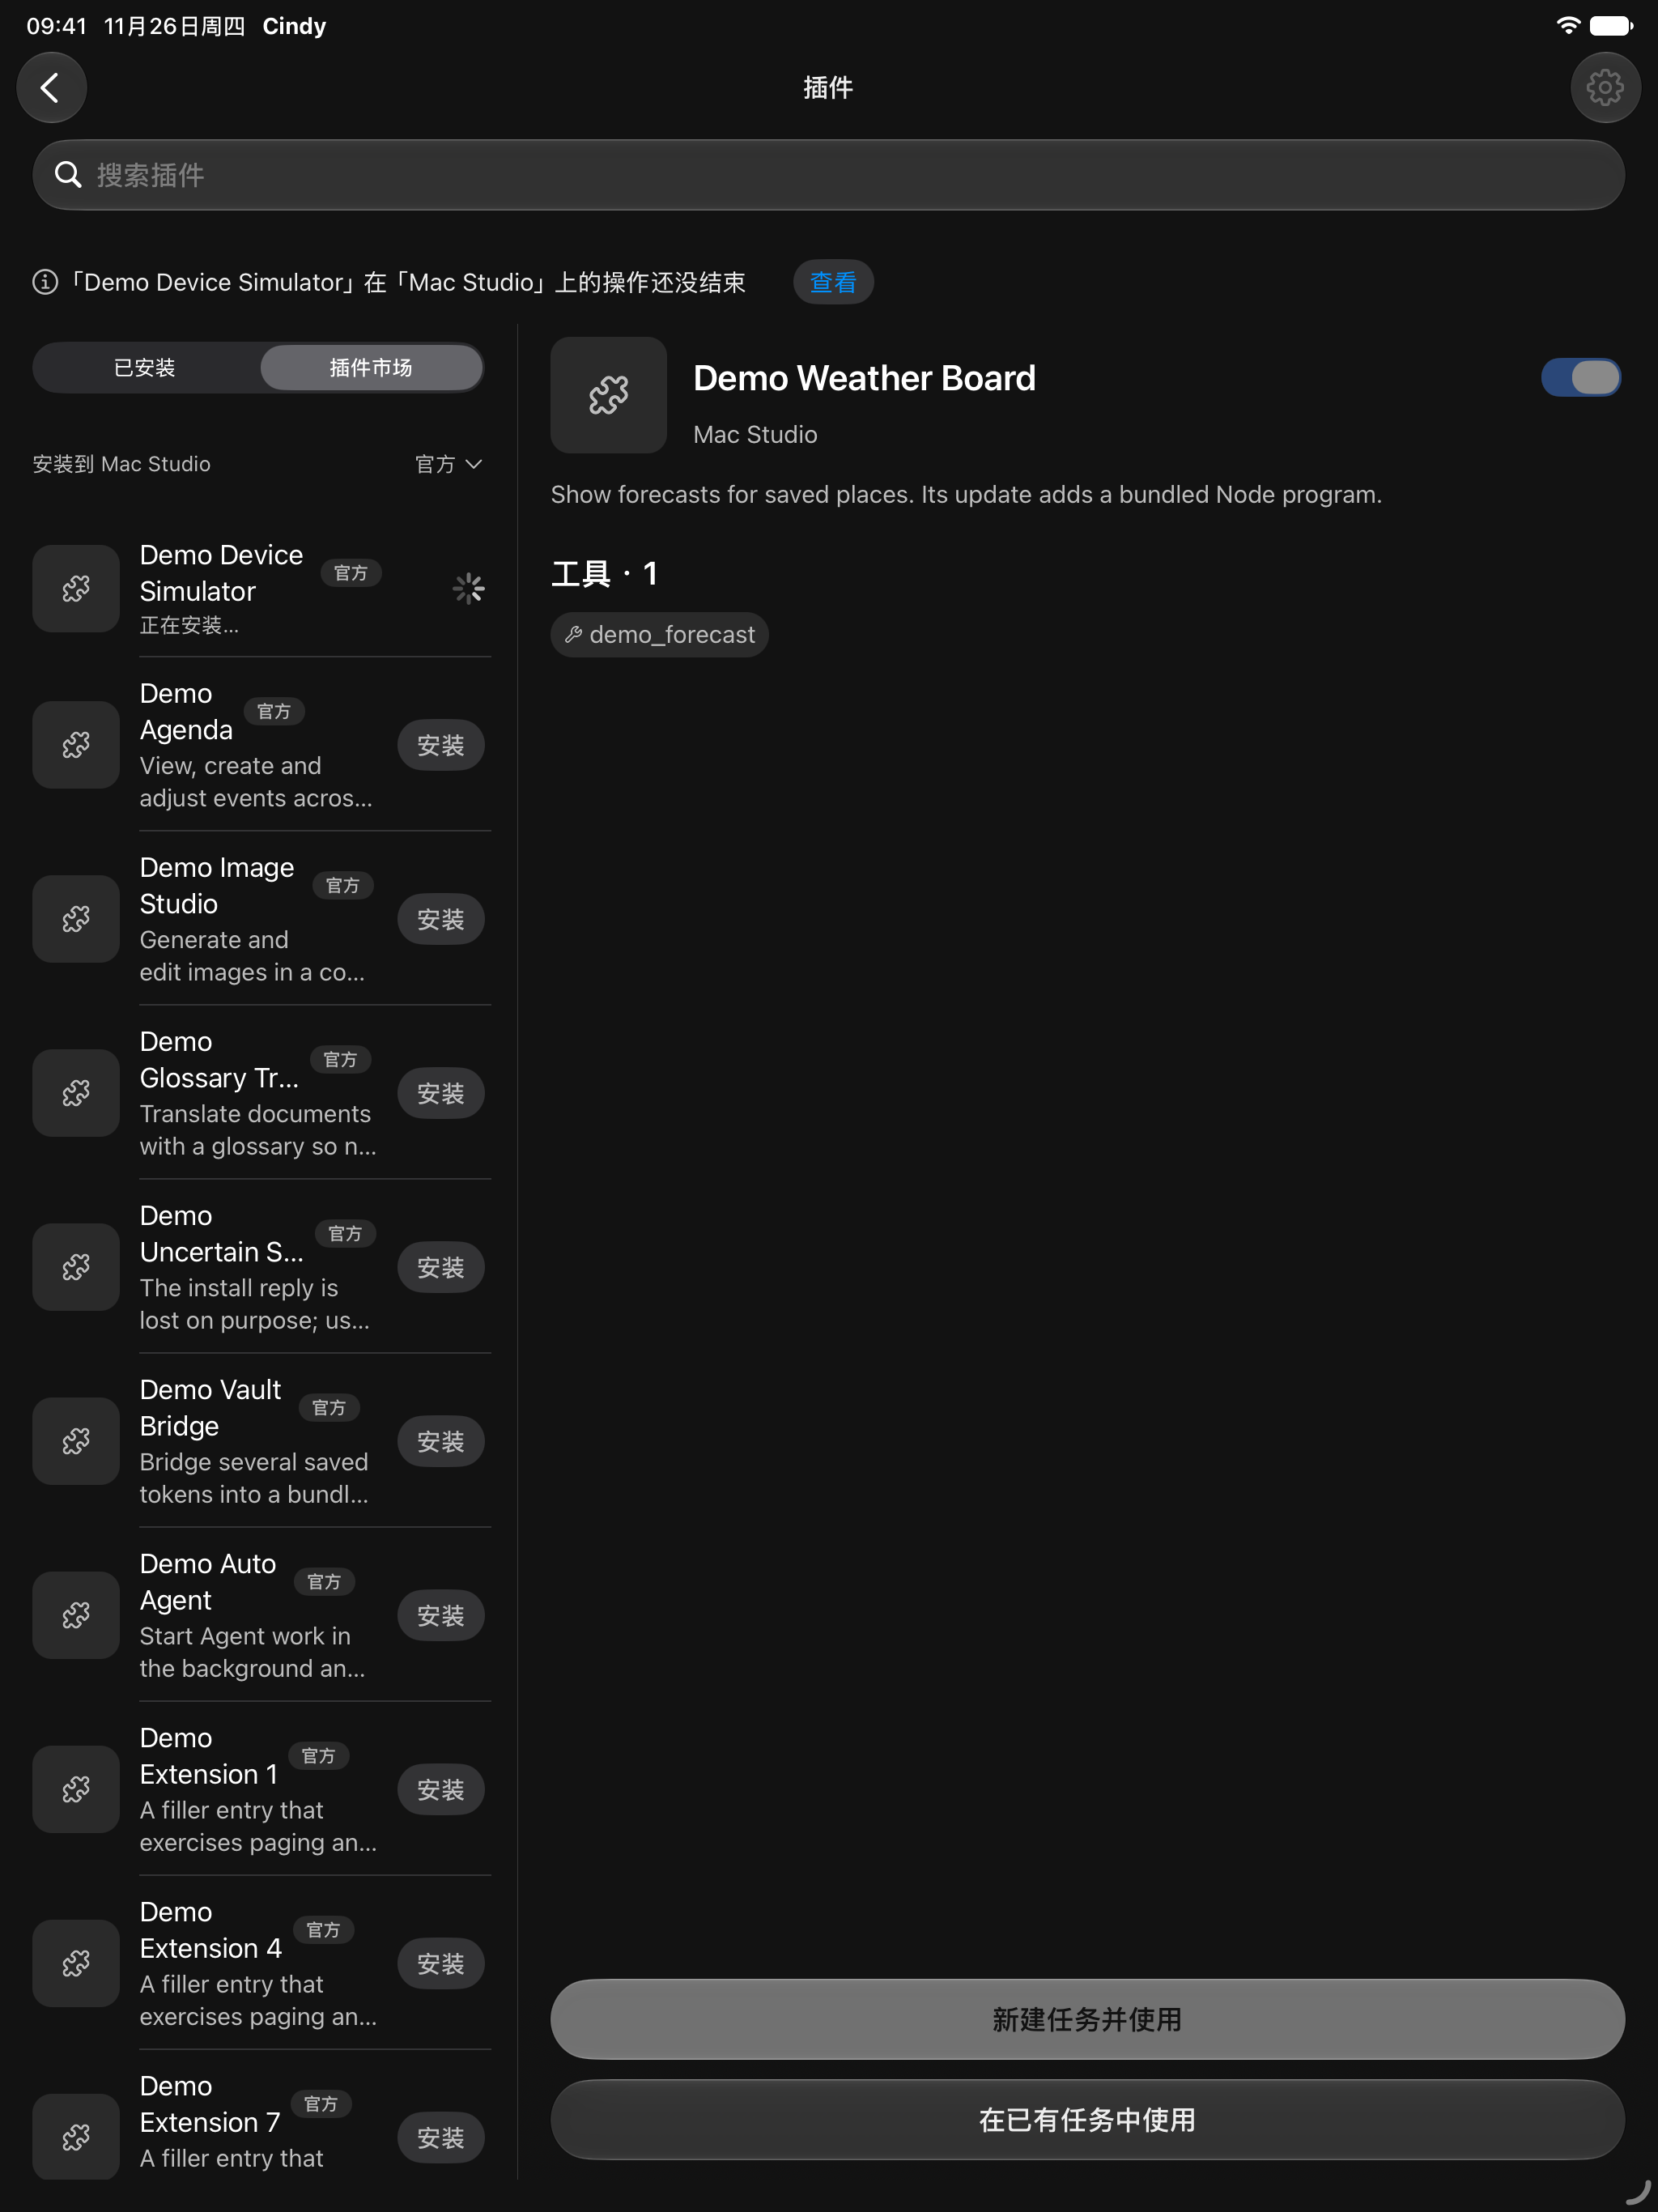 09:41 11月26日周四 Cindy
插件
搜索插件
「Demo Device Simulator」在「Mac Studio」上的操作还没结束 查看
已安装 插件市场
安装到 Mac Studio 官方
Demo Device
Simulator
官方
正在安装...
Demo
Agenda
官方
View, create and
adjust events acros...
安装
Demo Image
Studio
官方
Generate and
edit images in a co...
安装
Demo
Glossary Tr...
官方
Translate documents
with a glossary so n...
安装
Demo
Uncertain S...
官方
The install reply is
lost on purpose; us...
安装
Demo Vault
Bridge
官方
Bridge several saved
tokens into a bundl...
安装
Demo Auto
Agent
官方
Start Agent work in
the background an...
安装
Demo
Extension 1
官方
A filler entry that
exercises paging an...
安装
Demo
Extension 4
官方
A filler entry that
exercises paging an...
安装
Demo
Extension 7
官方
A filler entry that
安装
Demo Weather Board
Mac Studio
Show forecasts for saved places. Its update adds a bundled Node program.
工具 · 1
demo_forecast
新建任务并使用
在已有任务中使用